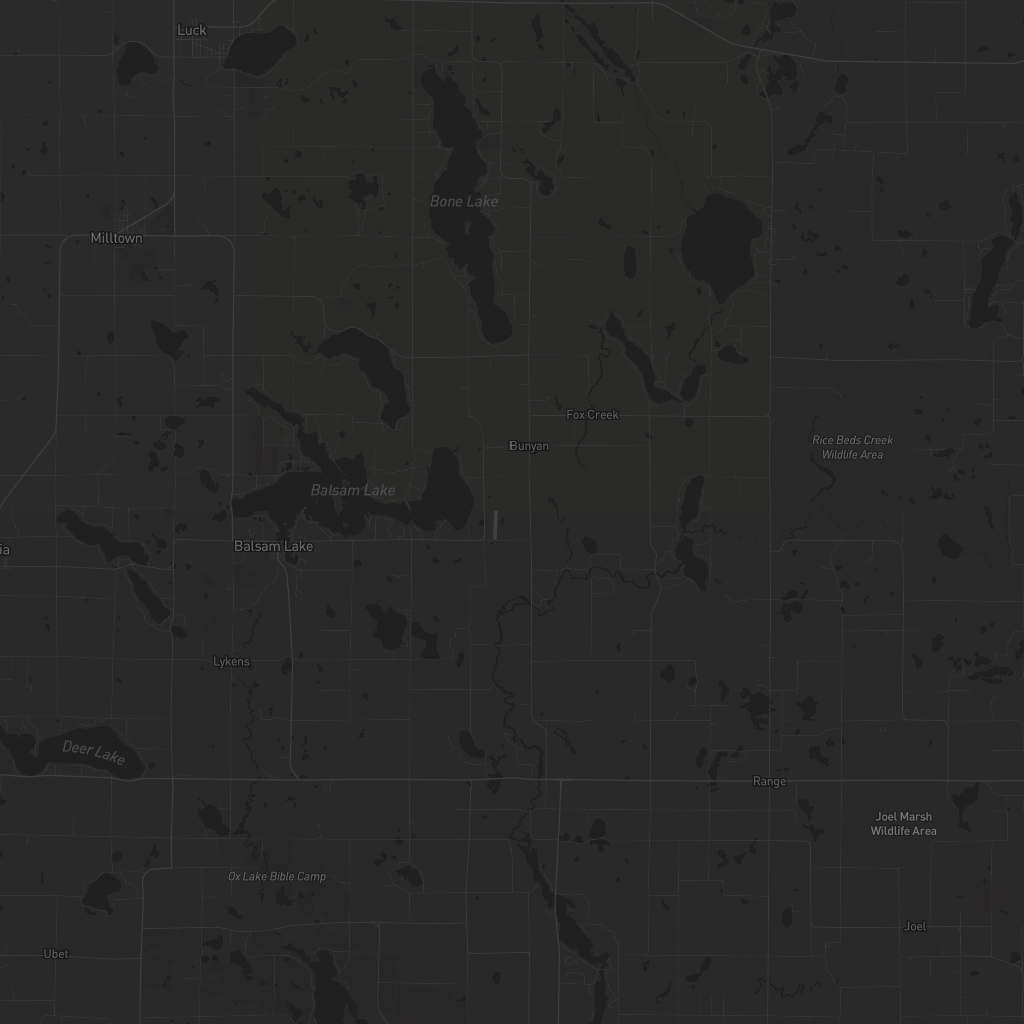 Luck
Bone Lake
Milltown
Fox Creek
Bunyan
Rice Beds Creek
Wildlife Area
Balsam Lake
Balsam Lake
ia
Lykens
Deer Lake
Range
Joel Marsh
Wildlife Area
Ox Lake Bible Camp
Joel
Ubet